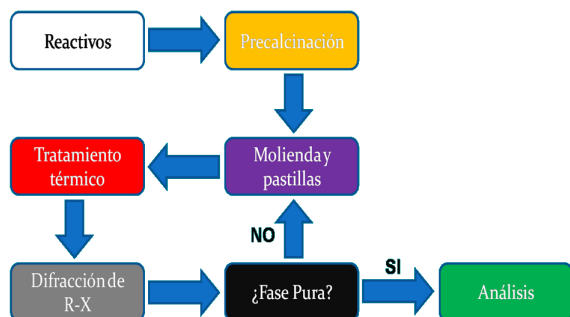 Reactivos
Precalcinación
Tratamiento
térmico
Molienda y
pastillas
NO
SI
Difracción de
R-X
¿Fase Pura?
Análisis